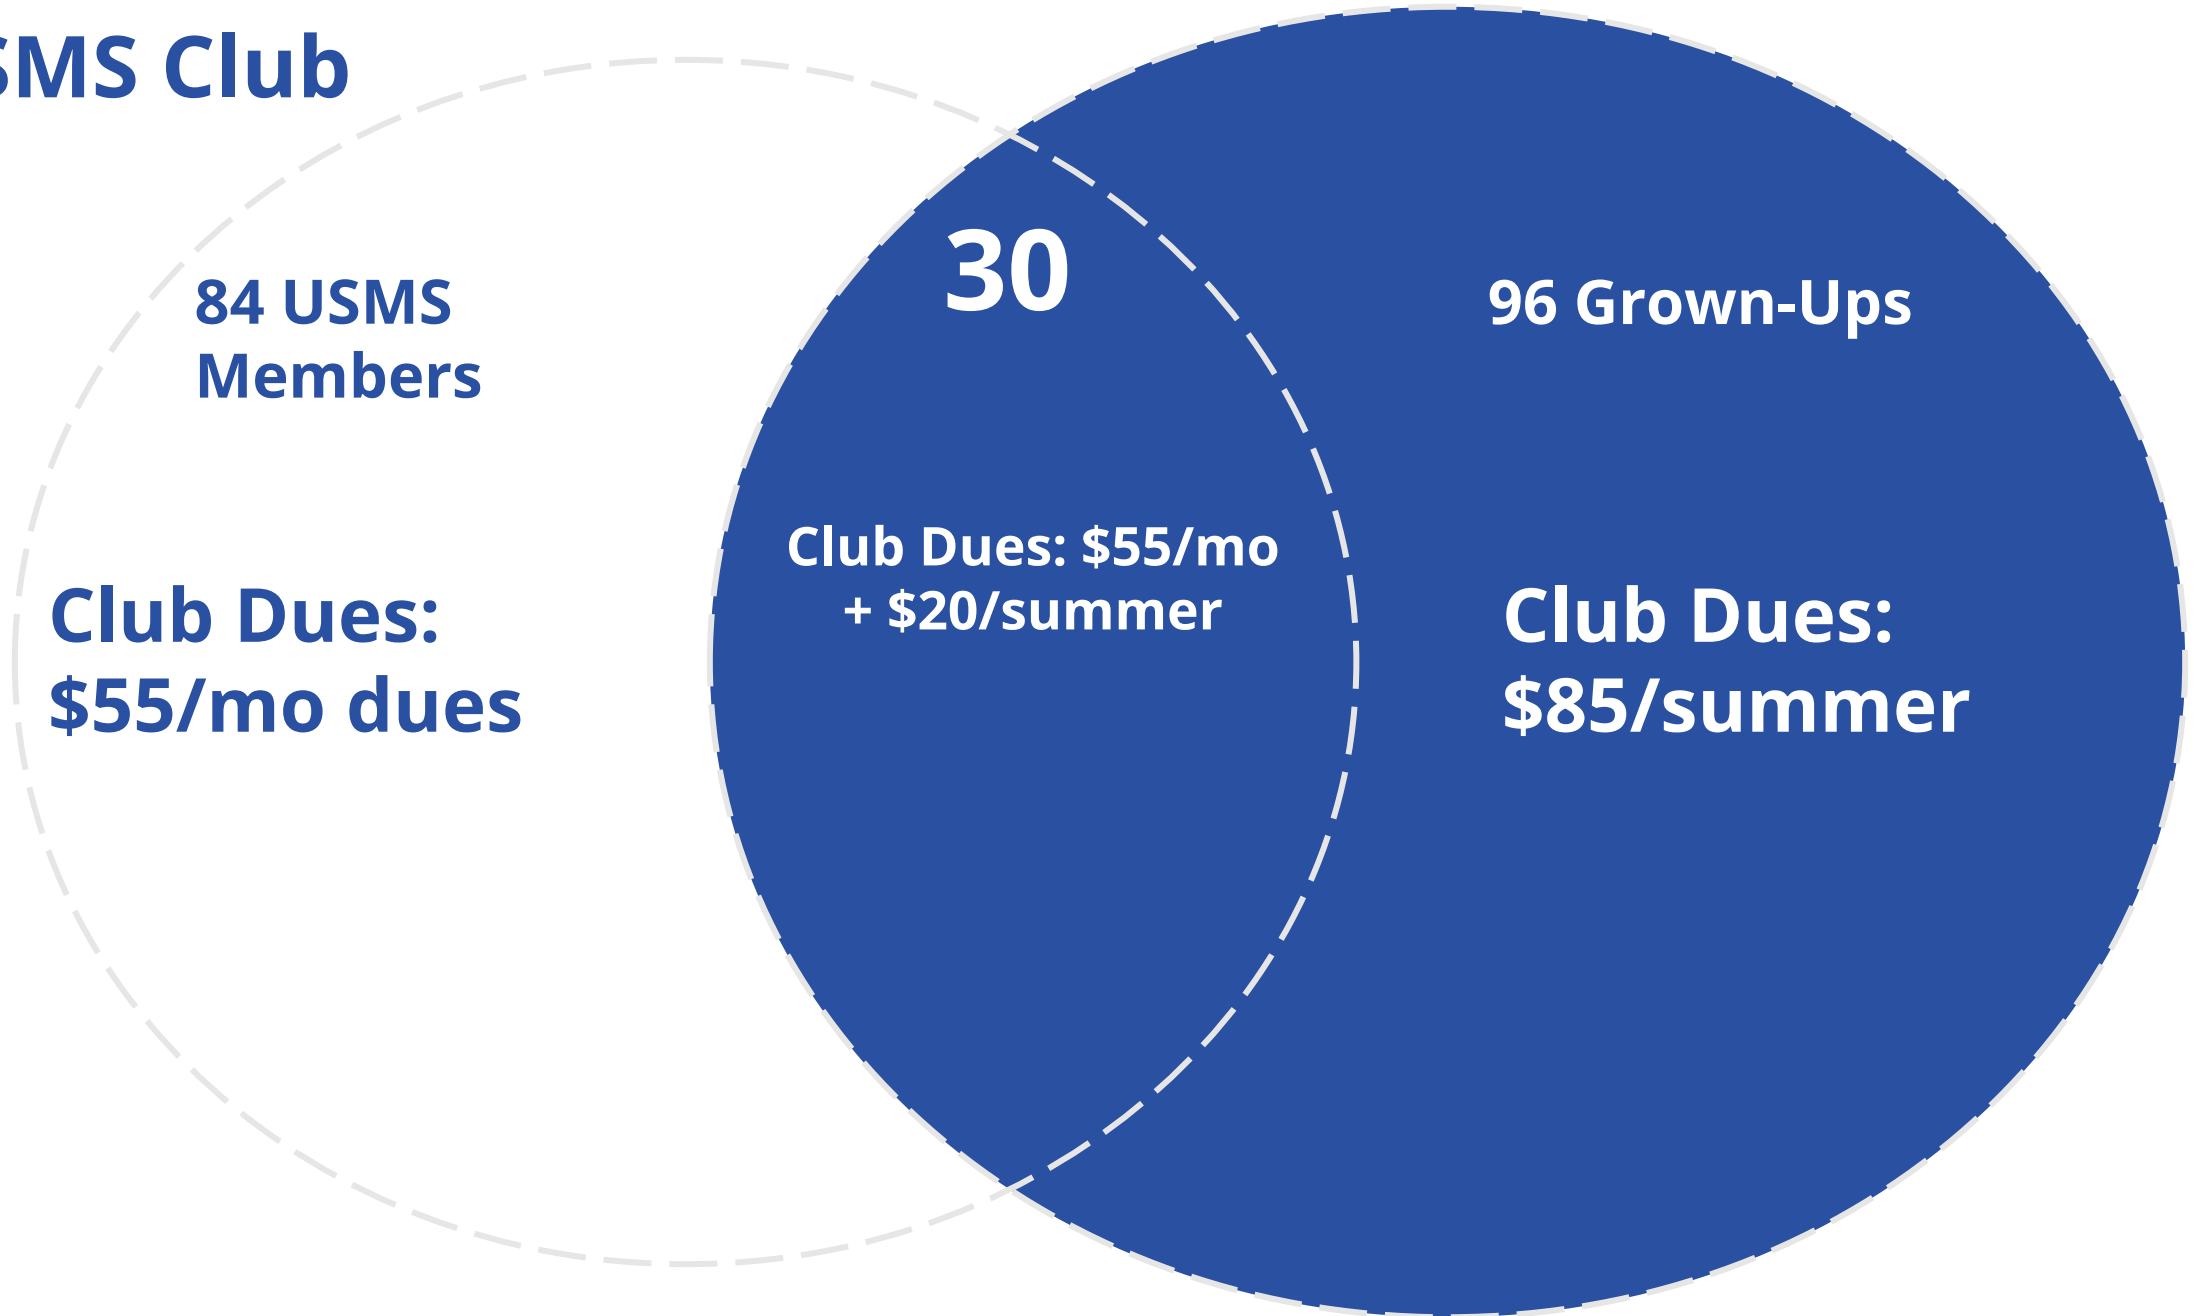 SMS Club
84 USMS
Members
Club Dues:
$55/mo dues
30
Club Dues: $55/mo
+ $20/summer
96 Grown-Ups
Club Dues:
$85/summer